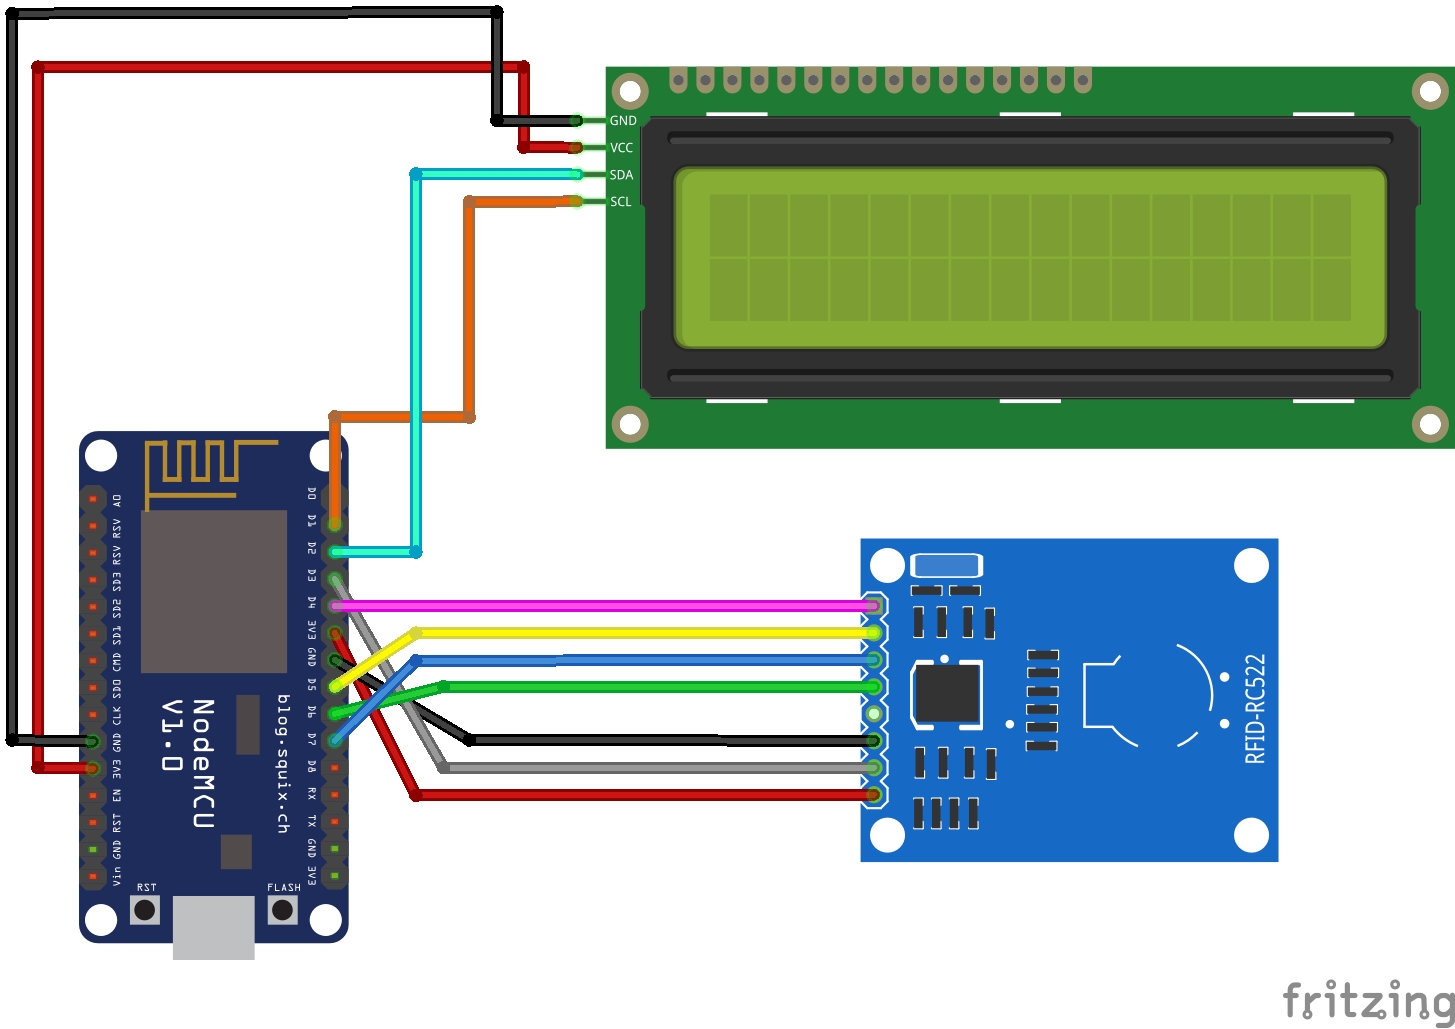 GND
VCC
SDA
SCL
A0
RSV
RSV
SD3
SD2
SD1
CMD
SD0
CLK
GND
3V3
EN
RST
GND
Vin
D0
D1
D2
D3
D4
3V3
GND
D5
D6
D7
D8
RX
TX
GND
3V3
NodeMCU
V1.0
blog.squix.ch
RST
FLASH
RFID-RC522
fritzing